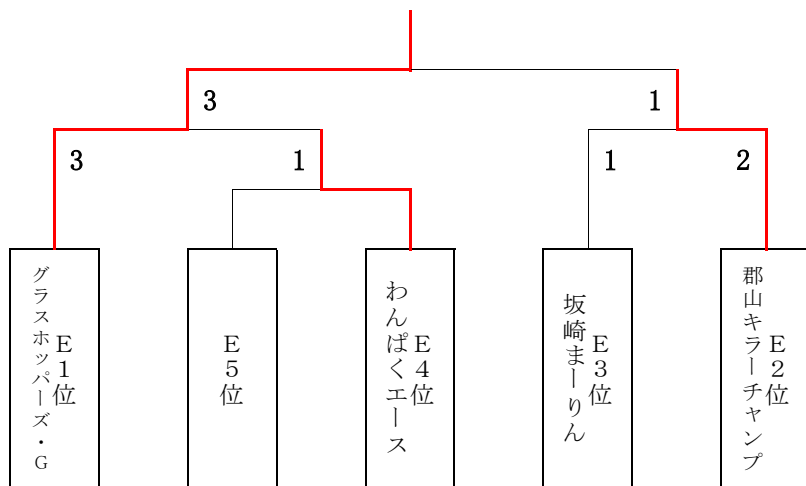 3
1
3
1
1
2
E1位
グラスホッパーズ・G
E5位
E4位
わんぱくエース
E3位
坂崎まーりん
E2位
郡山キラーチャンプ